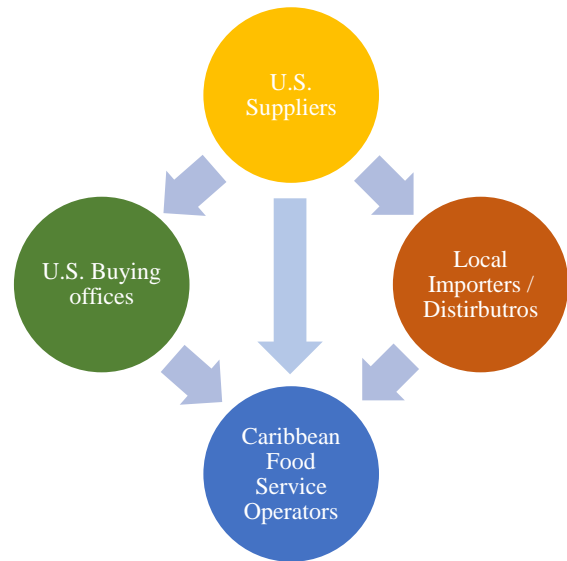 U.S.
Suppliers
U.S. Buying
offices
Local
Importers /
Distirbutros
Caribbean
Food
Service
Operators